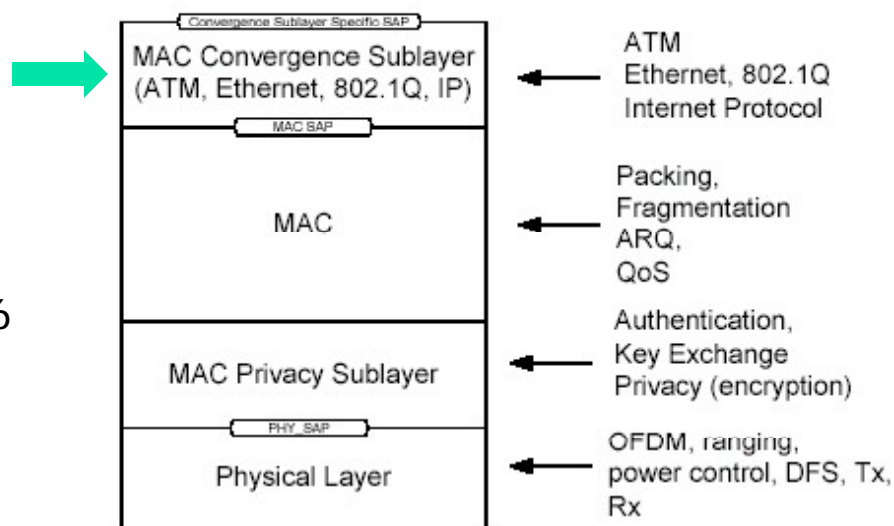 Convergence Sublayer Specific SAP
MAC Convergence Sublayer
(ATM, Ethernet, 802.1Q, IP)
ATM
Ethernet, 802.1Q
Internet Protocol
MAC SAP
MAC
Packing,
Fragmentation
ARQ,
QoS
MAC Privacy Sublayer
Authentication,
Key Exchange
Privacy (encryption)
PHY_SAP
Physical Layer
OFDM, ranging,
power control, DFS, Tx,
Rx